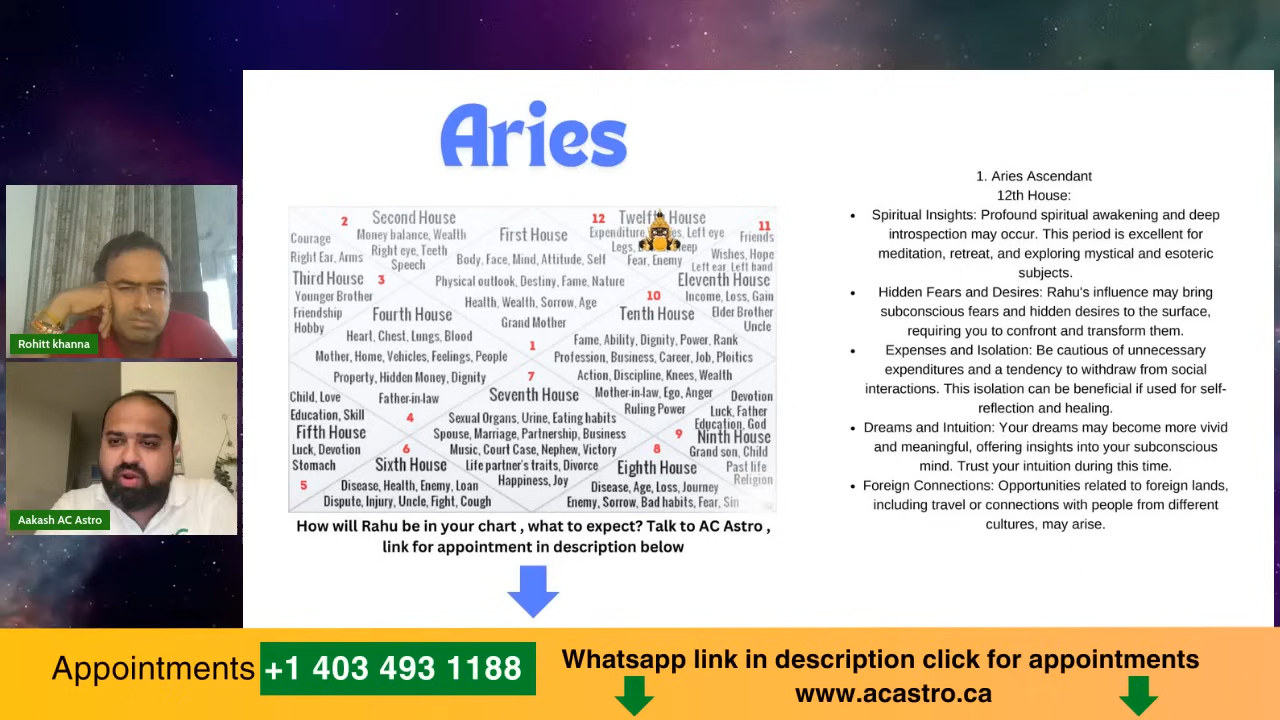 Aries
2 Second House
Money balance, Wealth
Right eye, Teeth
Speech
Courage
Right Ear, Arms
Third House 3
Younger Brother
Friendship
Hobby
First House
Body, Face, Mind, Attitude, Self
Physical outlook, Destiny, Fame, Nature
Health, Wealth, Sorrow, Age
Grand Mother
1
12 Twelfth House
Expenditure, Left eye
Legs,
Fear, Enemy
11
Friends
Wishes, Hope
Left ear, Left hand
Eleventh House
Income, Loss, Gain
Elder Brother
Uncle
Fourth House
Heart, Chest, Lungs, Blood
Mother, Home, Vehicles, Feelings, People
Property, Hidden Money, Dignity
Father-in-law
4
10
Tenth House
Fame, Ability, Dignity, Power, Rank
Profession, Business, Career, Job, Ploitics
Action, Discipline, Knees, Wealth
Mother-in-law, Ego, Anger
Ruling Power
7
Seventh House
Sexual Organs, Urine, Eating habits
Spouse, Marriage, Partnership, Business
Music, Court Case, Nephew, Victory
Life partner's traits, Divorce
Happiness, Joy
Child, Love
Education, Skill
Fifth House
Luck, Devotion
Stomach
5
6
Sixth House
Disease, Health, Enemy, Loan
Dispute, Injury, Uncle, Fight, Cough
8
Eighth House
Disease, Age, Loss, Journey
Enemy, Sorrow, Bad habits, Fear, Sin
Devotion
Luck, Father
Education, God
9 Ninth House
Grand son, Child
Past life
Religion
How will Rahu be in your chart , what to expect? Talk to AC Astro ,
link for appointment in description below
1. Aries Ascendant
12th House:
• Spiritual Insights: Profound spiritual awakening and deep
introspection may occur. This period is excellent for
meditation, retreat, and exploring mystical and esoteric
subjects.
• Hidden Fears and Desires: Rahu's influence may bring
subconscious fears and hidden desires to the surface,
requiring you to confront and transform them.
• Expenses and Isolation: Be cautious of unnecessary
expenditures and a tendency to withdraw from social
interactions. This isolation can be beneficial if used for self-
reflection and healing.
• Dreams and Intuition: Your dreams may become more vivid
and meaningful, offering insights into your subconscious
mind. Trust your intuition during this time.
• Foreign Connections: Opportunities related to foreign lands,
including travel or connections with people from different
cultures, may arise.
Rohitt khanna
Aakash AC Astro
Appointments +1 403 493 1188
Whatsapp link in description click for appointments
www.acastro.ca